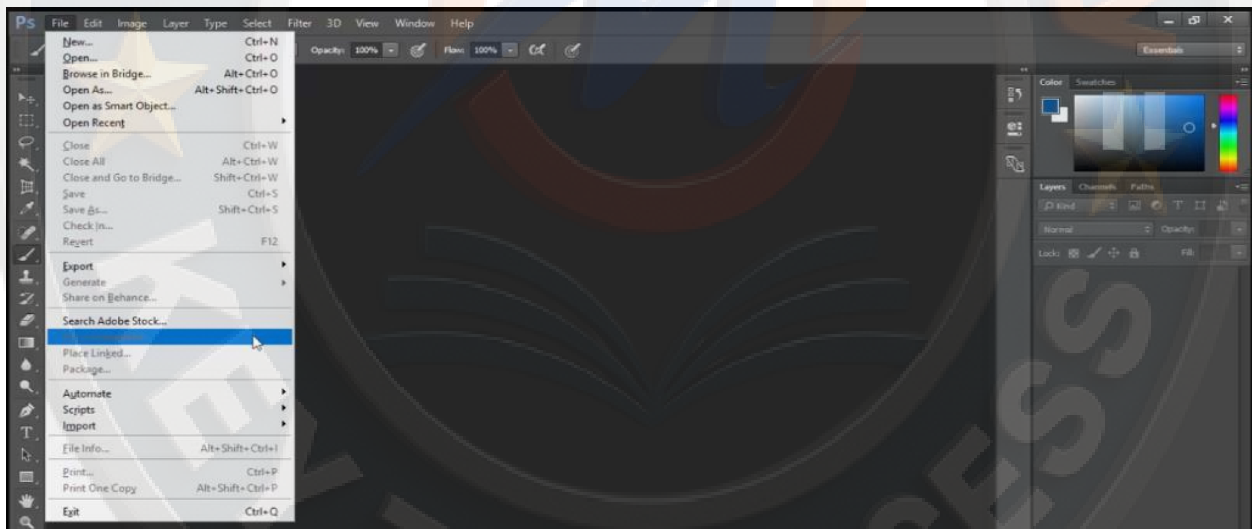 Ps File Edit Image Layer Type Select Filter 3D View Window Help
Opacity: 100% Flow: 100% Essentials
New... Ctrl+N
Open... Ctrl+O
Browse in Bridge... Alt+Ctrl+O
Open As... Alt+Shift+Ctrl+O
Open as Smart Object...
Open Recent
Close Ctrl+W
Close All Alt+Ctrl+W
Close and Go to Bridge... Shift+Ctrl+W
Save Ctrl+S
Save As... Shift+Ctrl+S
Check In...
Revert F12
Export
Generate
Share on Behance...
Search Adobe Stock...
Place Linked...
Package...
Automate
Scripts
Import
File Info... Alt+Shift+Ctrl+I
Print... Ctrl+P
Print One Copy Alt+Shift+Ctrl+P
Exit Ctrl+Q
Color Swatches
Layers Channels Paths
Kind
Normal Opacity:
Lock: Fill: